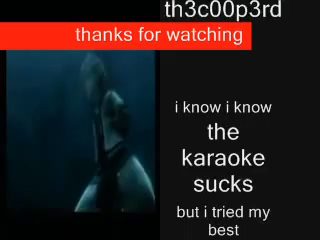 th3c00p3rd
thanks for watching
i know i know
the
karaoke
sucks
but i tried my
best